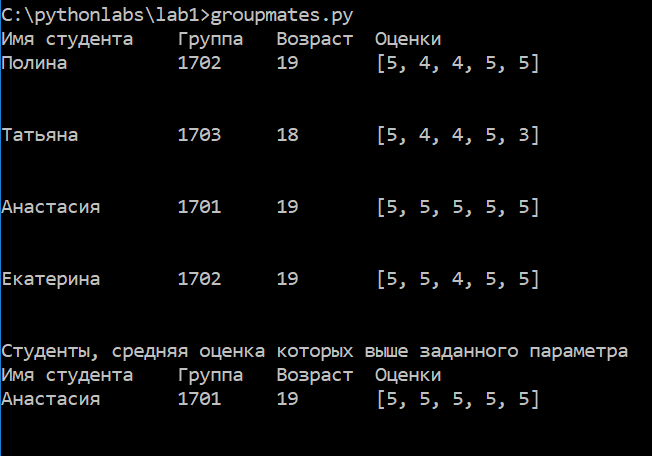 C:\pythonlabs\lab1>groupmates.py
Имя студента    Группа    Возраст  Оценки
Полина          1702     19       [5, 4, 4, 5, 5]
Татьяна         1703     18       [5, 4, 4, 5, 3]
Анастасия       1701     19       [5, 5, 5, 5, 5]
Екатерина       1702     19       [5, 5, 4, 5, 5]
Студенты, средняя оценка которых выше заданного параметра
Имя студента    Группа    Возраст  Оценки
Анастасия       1701     19       [5, 5, 5, 5, 5]